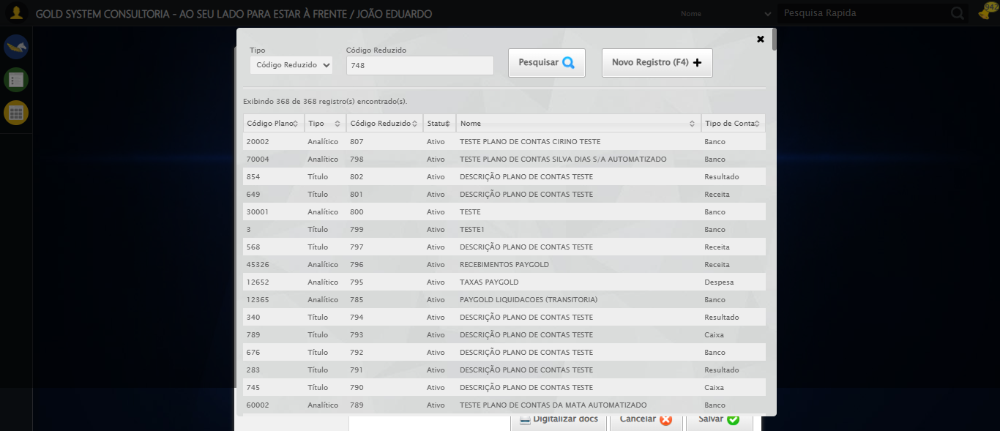 GOLD SYSTEM CONSULTORIA - AO SEU LADO PARA ESTAR À FRENTE / JOÃO EDUARDO
Nome
Pesquisa Rapida
942
Tipo
Código Reduzido
Código Reduzido
748
Pesquisar
Novo Registro (F4)
Exibindo 368 de 368 registro(s) encontrado(s).
Código Plano Tipo Código Reduzido Status Nome Tipo de Conta
20002 Analítico 807 Ativo TESTE PLANO DE CONTAS CIRINO TESTE Banco
70004 Analítico 798 Ativo TESTE PLANO DE CONTAS SILVA DIAS S/A AUTOMATIZADO Banco
854 Título 802 Ativo DESCRIÇÃO PLANO DE CONTAS TESTE Resultado
649 Título 801 Ativo DESCRIÇÃO PLANO DE CONTAS TESTE Receita
30001 Analítico 800 Ativo TESTE Banco
3 Título 799 Ativo TESTE1 Banco
568 Título 797 Ativo DESCRIÇÃO PLANO DE CONTAS TESTE Receita
45326 Analítico 796 Ativo RECEBIMENTOS PAYGOLD Receita
12652 Analítico 795 Ativo TAXAS PAYGOLD Despesa
12365 Analítico 785 Ativo PAYGOLD LIQUIDACOES (TRANSITORIA) Banco
340 Título 794 Ativo DESCRIÇÃO PLANO DE CONTAS TESTE Resultado
789 Título 793 Ativo DESCRIÇÃO PLANO DE CONTAS TESTE Caixa
676 Título 792 Ativo DESCRIÇÃO PLANO DE CONTAS TESTE Banco
283 Título 791 Ativo DESCRIÇÃO PLANO DE CONTAS TESTE Resultado
745 Título 790 Ativo DESCRIÇÃO PLANO DE CONTAS TESTE Caixa
60002 Analítico 789 Ativo TESTE PLANO DE CONTAS DA MATA AUTOMATIZADO Banco
Digitalizar docs Cancelar Salvar